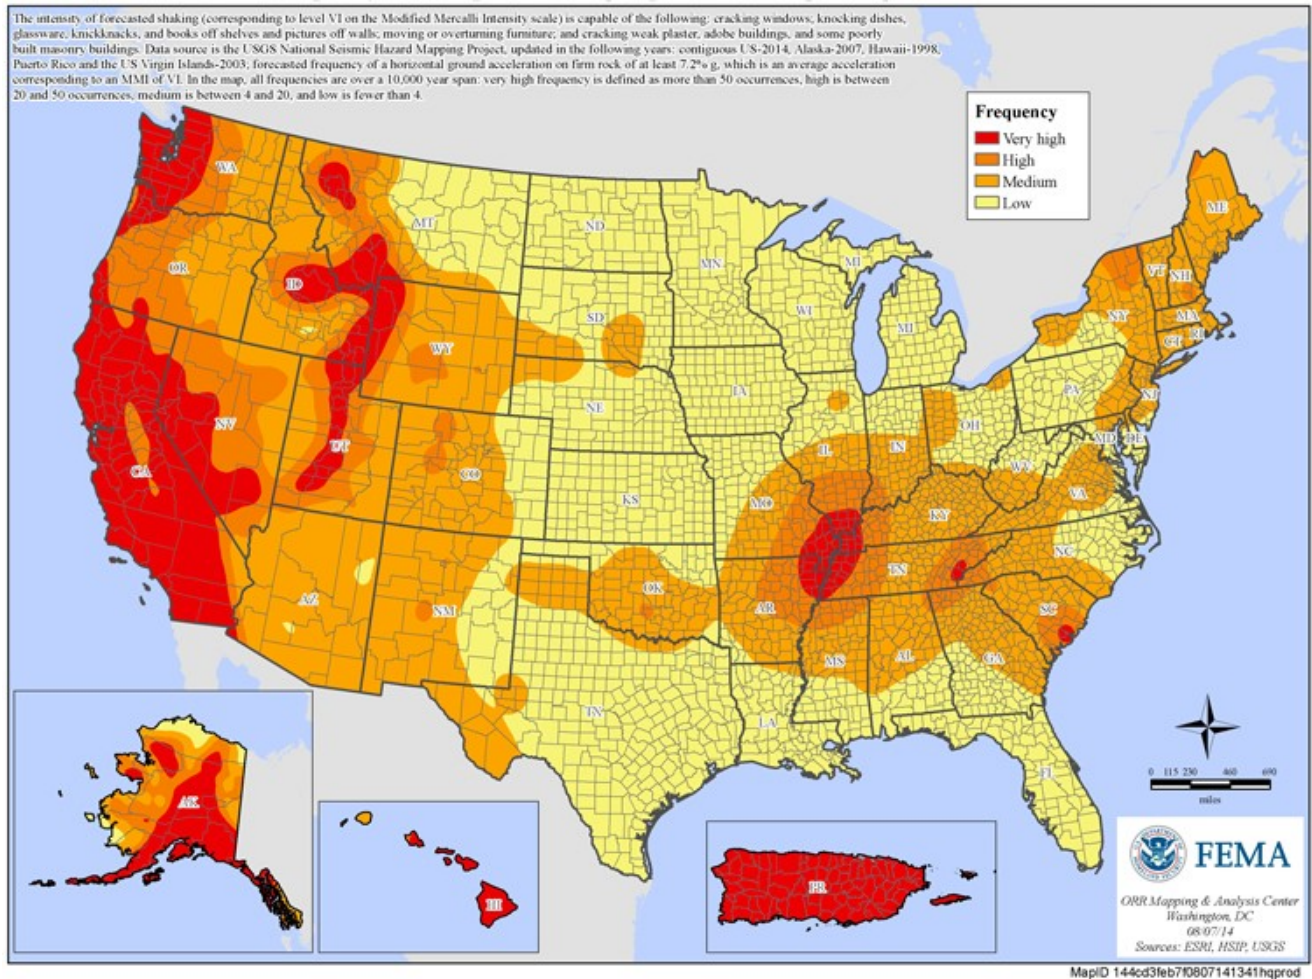 The intensity of forecasted shaking (corresponding to level VI on the Modified Mercalli Intensity scale) is capable of the following: cracking windows; knocking dishes,
glassware, knickknacks, and books off shelves and pictures off walls; moving or overturning furniture; and cracking weak plaster, adobe buildings, and some poorly
built masonry buildings. Data source is the USGS National Seismic Hazard Mapping Project, updated in the following years: contiguous US-2014, Alaska-2007, Hawaii-1998,
Puerto Rico and the US Virgin Islands-2003; forecasted frequency of a horizontal ground acceleration on firm rock of at least 7.2% g, which is an average acceleration
corresponding to an MMI of VI. In the map, all frequencies are over a 10,000 year span: very high frequency is defined as more than 50 occurrences, high is between
20 and 50 occurrences, medium is between 4 and 20, and low is fewer than 4.
Frequency
Very high
High
Medium
Low
WA
MT
ND
MN
MI
ME
OR
ID
SD
WI
MI
VT
NH
NY
MA
CT
RI
WY
IA
PA
NJ
NE
NV
UT
CO
IL
IN
OH
MD
DE
WV
CA
KS
MO
KY
VA
NC
AZ
NM
OK
AR
TN
SC
MS
AL
GA
TX
LA
FL
AK
HI
PR
0 115 230 460 690
miles
U.S. DEPARTMENT OF
HOMELAND SECURITY
FEMA
ORR Mapping & Analysis Center
Washington, DC
08/07/14
Sources: ESRI, HSIP, USGS
MapID 144cd3feb7f0807141341hqprod